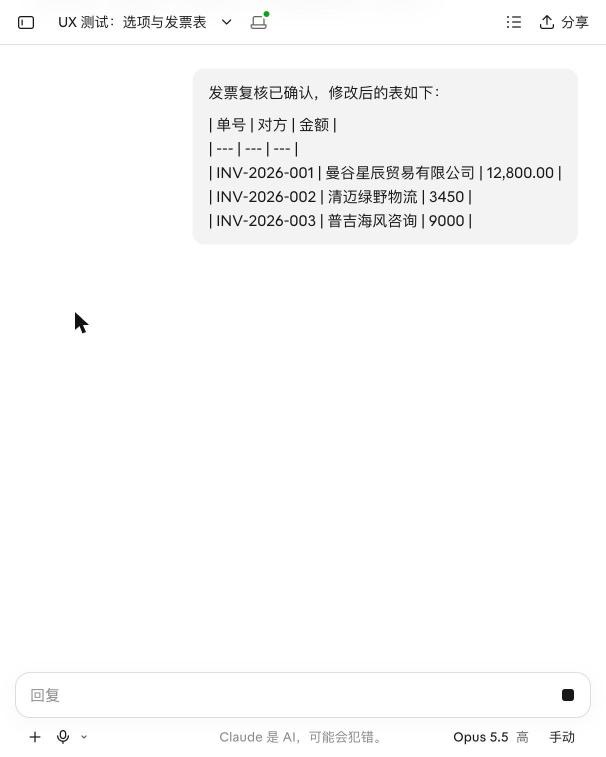 UX 测试：选项与发票表
分享
发票复核已确认，修改后的表如下：
| 单号 | 对方 | 金额 |
| --- | --- | --- |
| INV-2026-001 | 曼谷星辰贸易有限公司 | 12,800.00 |
| INV-2026-002 | 清迈绿野物流 | 3450 |
| INV-2026-003 | 普吉海风咨询 | 9000 |
回复
Claude 是 AI，可能会犯错。
Opus 5.5 高 手动